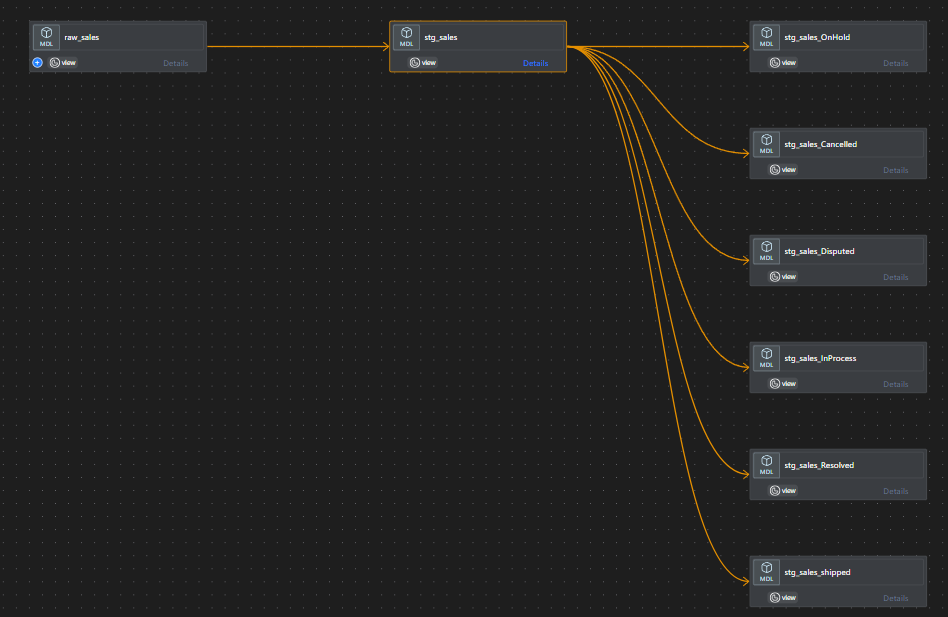 raw_sales
MDL
view
Details
stg_sales
MDL
view
Details
stg_sales_OnHold
MDL
view
Details
stg_sales_Cancelled
MDL
view
Details
stg_sales_Disputed
MDL
view
Details
stg_sales_InProcess
MDL
view
Details
stg_sales_Resolved
MDL
view
Details
stg_sales_shipped
MDL
view
Details